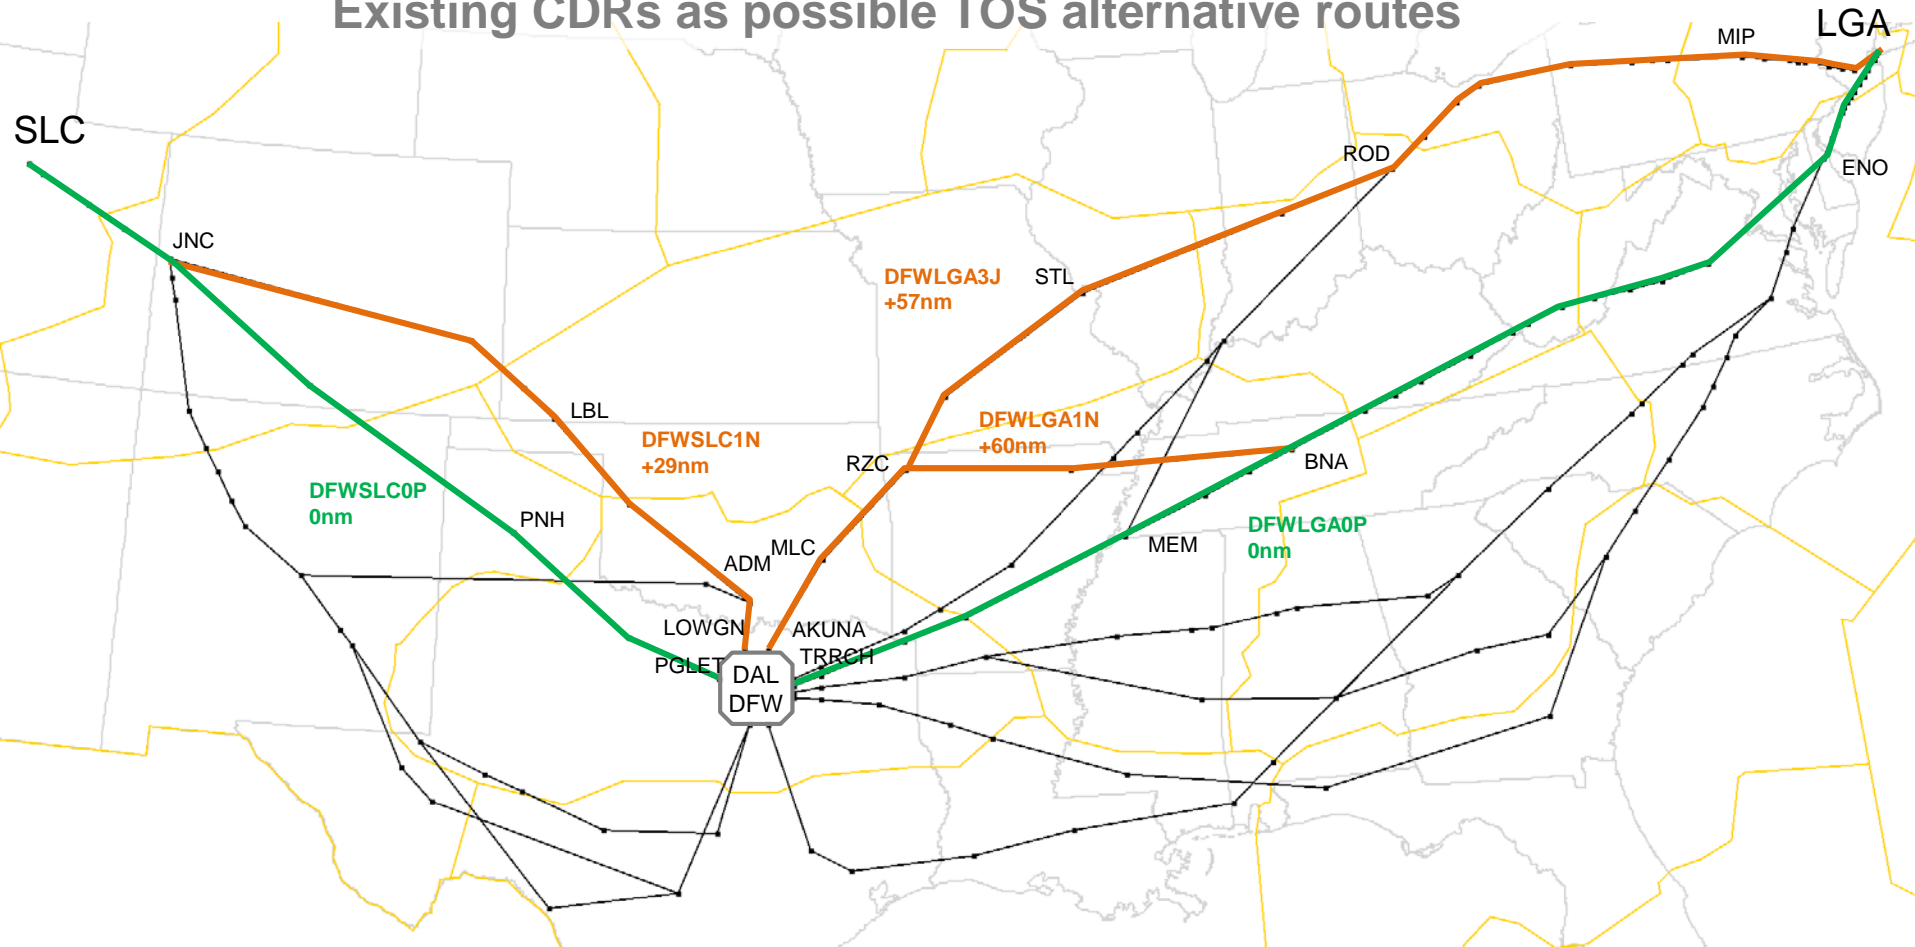 Existing CDRs as possible TOS alternative routes
LGA
MIP
SLC
ROD
ENO
JNC
DFWLGA3J
+57nm
STL
LBL
DFWSLC1N
+29nm
DFWLGA1N
+60nm
RZC
BNA
DFWSLC0P
0nm
PNH
DFWLGA0P
0nm
MEM
MLC
ADM
LOWGN
AKUNA
TRRCH
PGLET
DAL
DFW